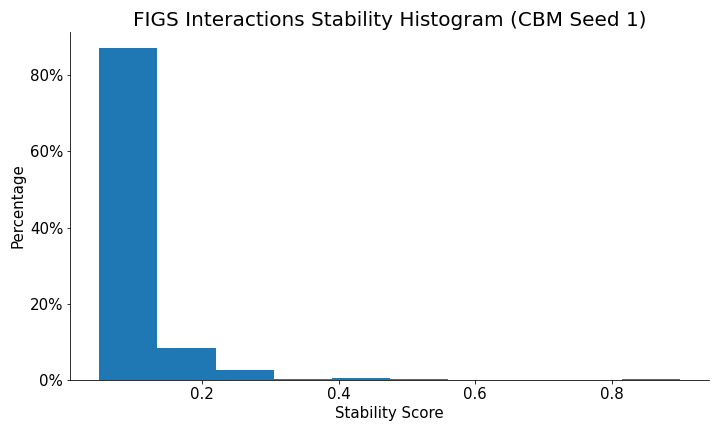 FIGS Interactions Stability Histogram (CBM Seed 1)
80%
60%
40%
20%
0%
Percentage
0.2 0.4 0.6 0.8
Stability Score